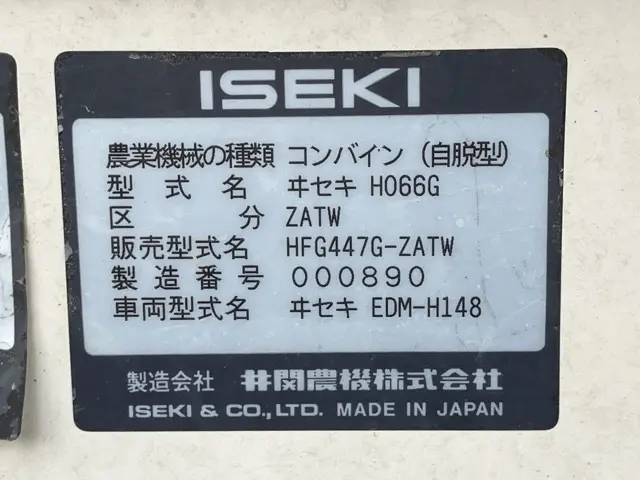 ISEKI
農業機械の種類 コンバイン (自脱型)
型式名 ヰセキ HO66G
区分 ZATW
販売型式名 HFG447G-ZATW
製造番号 000890
車両型式名 ヰセキ EDM-H148
製造会社 井関農機株式会社
ISEKI & CO., LTD. MADE IN JAPAN